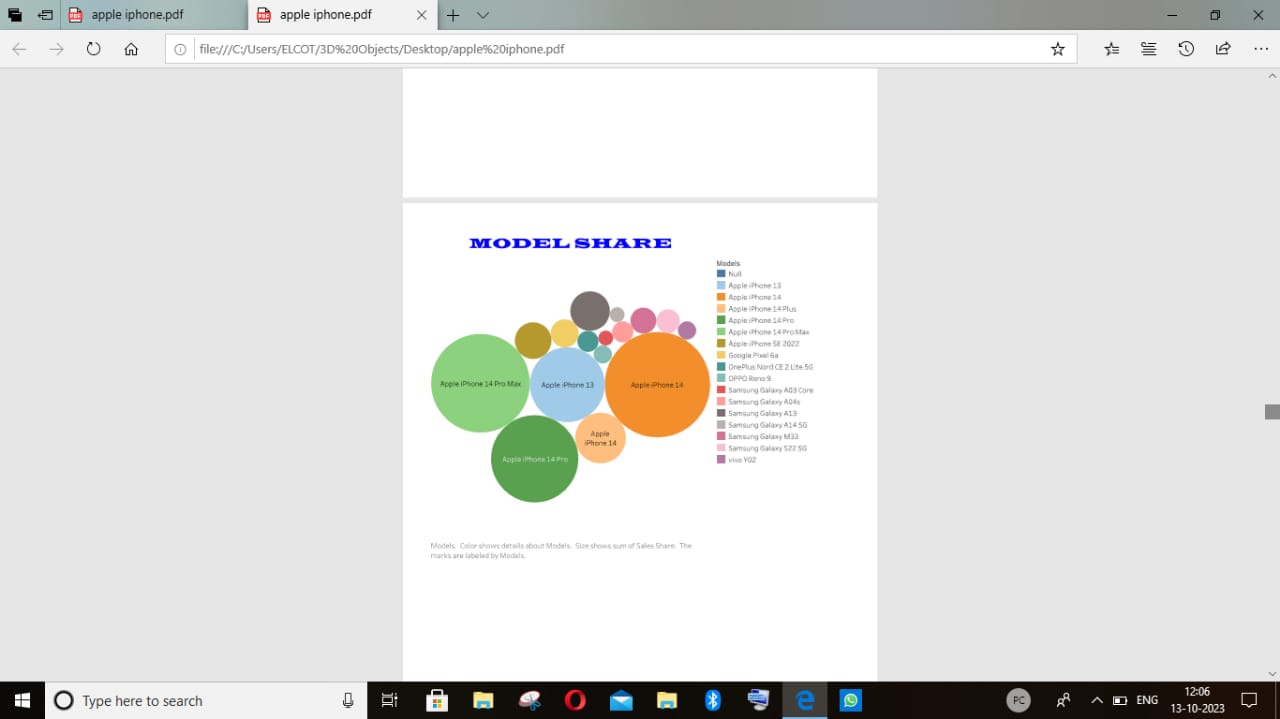 apple iphone.pdf
apple iphone.pdf
file:///C:/Users/ELCOT/3D%20Objects/Desktop/apple%20iphone.pdf
MODEL SHARE
Models
Null
Apple iPhone 13
Apple iPhone 14
Apple iPhone 14 Plus
Apple iPhone 14 Pro
Apple iPhone 14 Pro Max
Apple iPhone SE 2022
Google Pixel 6a
OnePlus Nord CE 2 Lite 5G
OPPO Reno 9
Samsung Galaxy A03 Core
Samsung Galaxy A04s
Samsung Galaxy A13
Samsung Galaxy A14 5G
Samsung Galaxy M33
Samsung Galaxy S22 5G
vivo Y02
Apple iPhone 14 Pro Max
Apple iPhone 13
Apple iPhone 14
Apple
iPhone 14
Apple iPhone 14 Pro
Models. Color shows details about Models. Size shows sum of Sales Share. The
marks are labeled by Models.
Type here to search
PC
ENG
12:06
13-10-2023